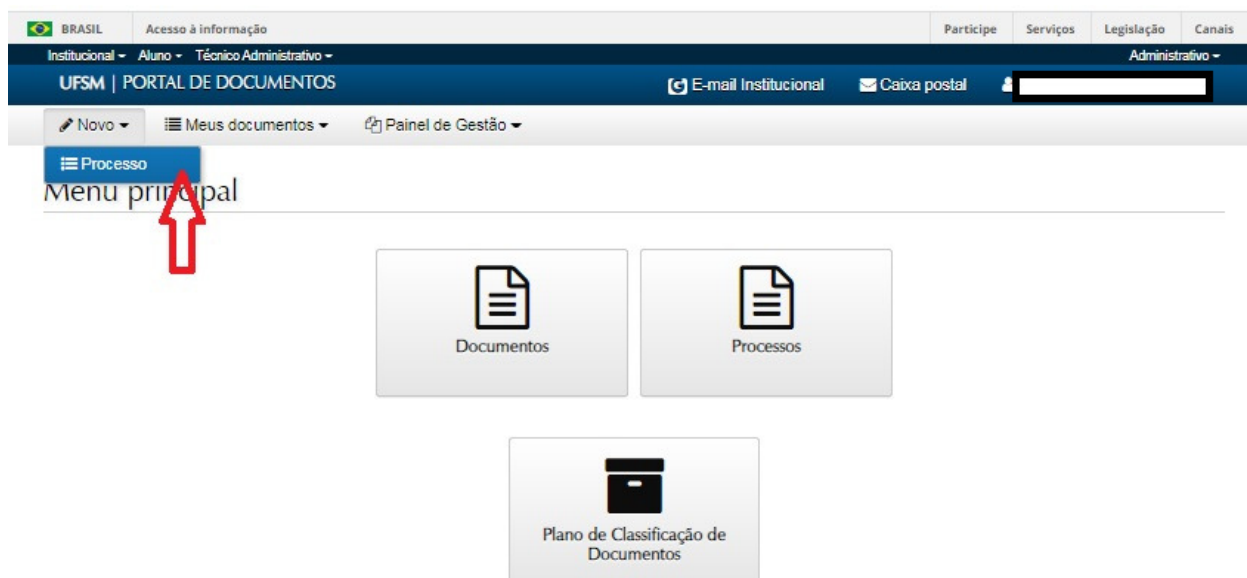 BRASIL Acesso à informação Participe Serviços Legislação Canais
Institucional Aluno Técnico Administrativo Administrativo
UFSM | PORTAL DE DOCUMENTOS E-mail Institucional Caixa postal
Novo Meus documentos Painel de Gestão
Processo
Menu principal
Documentos Processos
Plano de Classificação de
Documentos